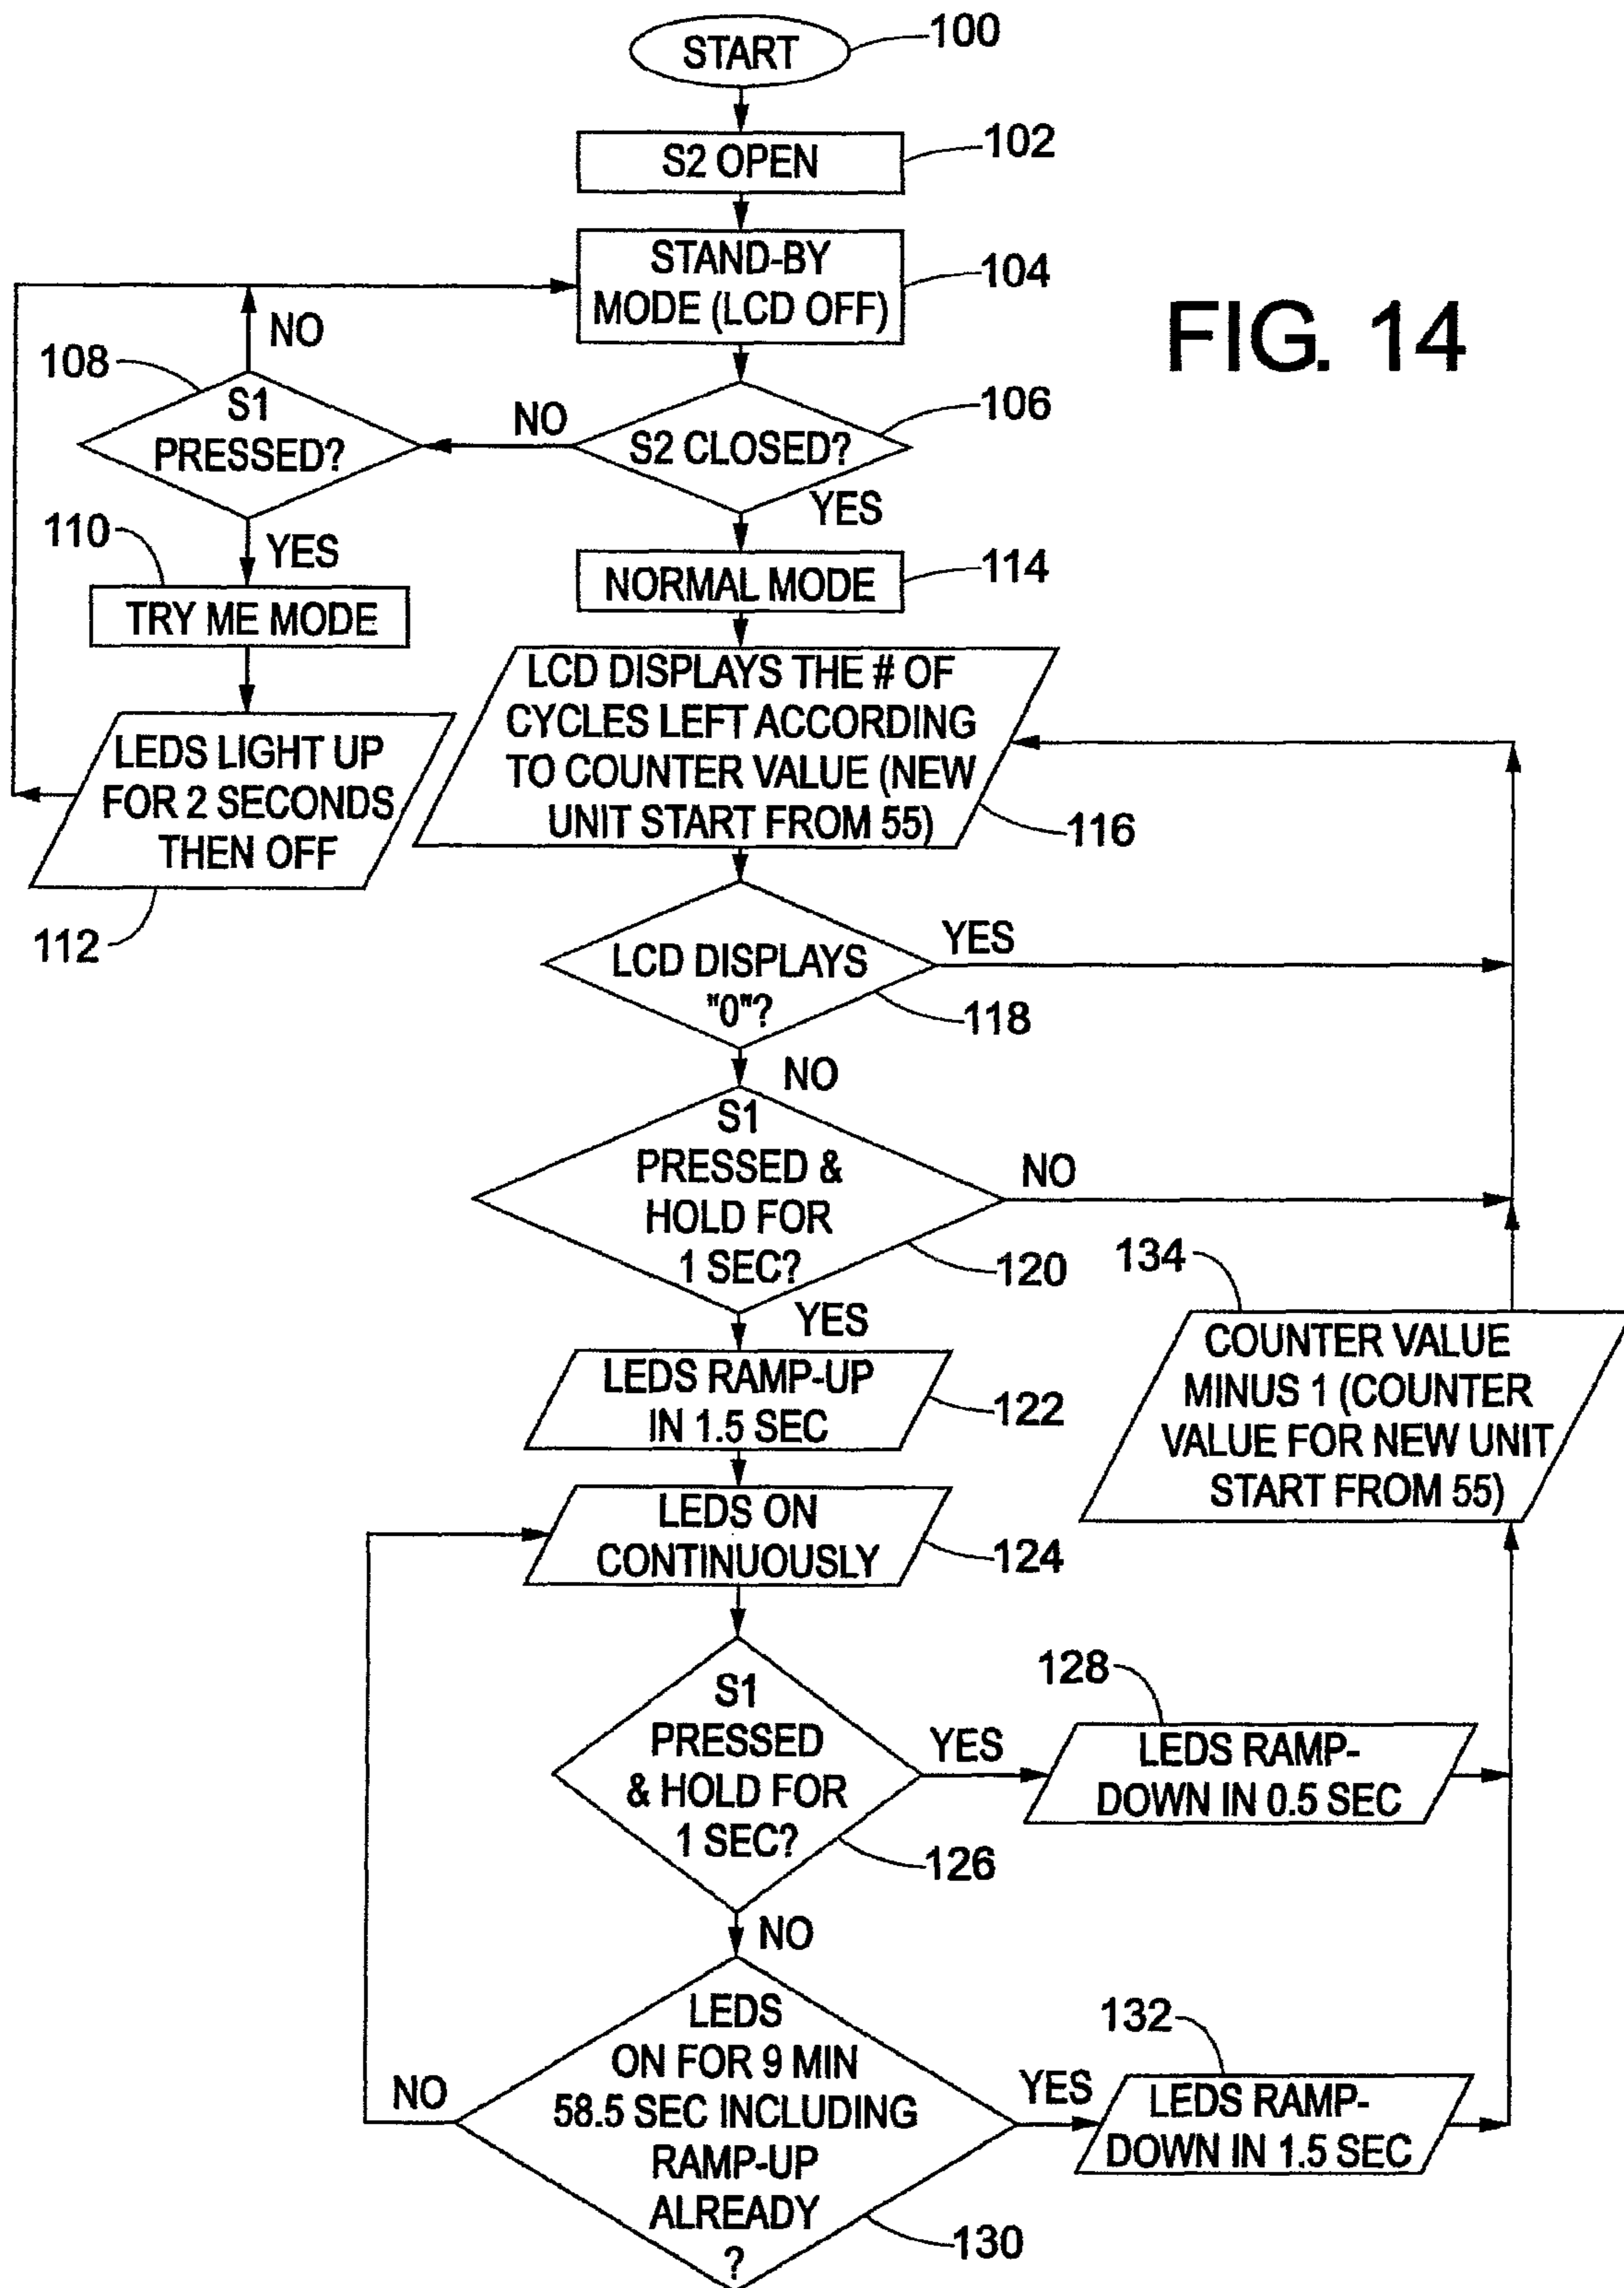 START
100
S2 OPEN
102
STAND-BY
MODE (LCD OFF)
104
FIG. 14
NO
108
S1
PRESSED?
NO
S2 CLOSED?
106
YES
110
YES
TRY ME MODE
NORMAL MODE
114
LEDS LIGHT UP
FOR 2 SECONDS
THEN OFF
112
LCD DISPLAYS THE # OF
CYCLES LEFT ACCORDING
TO COUNTER VALUE (NEW
UNIT START FROM 55)
116
LCD DISPLAYS
"0"?
YES
118
NO
S1
PRESSED &
HOLD FOR
1 SEC?
NO
120
YES
134
COUNTER VALUE
MINUS 1 (COUNTER
VALUE FOR NEW UNIT
START FROM 55)
LEDS RAMP-UP
IN 1.5 SEC
122
LEDS ON
CONTINUOUSLY
124
S1
PRESSED
& HOLD FOR
1 SEC?
126
YES
128
LEDS RAMP-
DOWN IN 0.5 SEC
NO
LEDS
ON FOR 9 MIN
58.5 SEC INCLUDING
RAMP-UP
ALREADY
?
130
NO
YES
132
LEDS RAMP-
DOWN IN 1.5 SEC